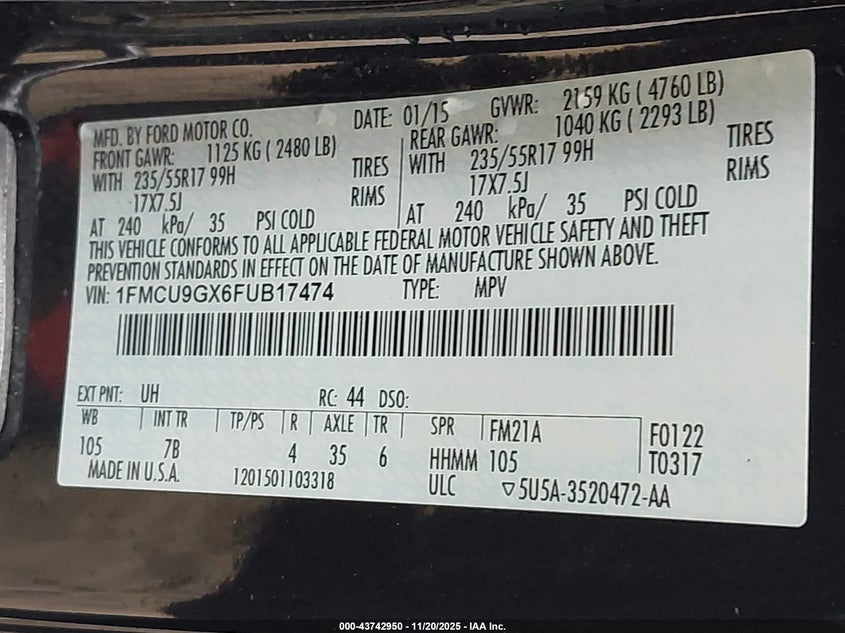 MFD. BY FORD MOTOR CO. DATE: 01/15 GVWR: 2159 KG ( 4760 LB)
FRONT GAWR: 1125 KG ( 2480 LB) REAR GAWR: 1040 KG ( 2293 LB)
WITH 235/55R17 99H TIRES WITH 235/55R17 99H TIRES
17X7.5J RIMS 17X7.5J RIMS
AT 240 kPa/ 35 PSI COLD AT 240 kPa/ 35 PSI COLD
THIS VEHICLE CONFORMS TO ALL APPLICABLE FEDERAL MOTOR VEHICLE SAFETY AND THEFT
PREVENTION STANDARDS IN EFFECT ON THE DATE OF MANUFACTURE SHOWN ABOVE.
VIN: 1FMCU9GX6FUB17474 TYPE: MPV
EXT PNT: UH RC: 44 DSO:
WB INT TR TP/PS R AXLE TR SPR FM21A F0122
105 7B 4 35 6 HHMM 105 T0317
MADE IN U.S.A. 1201501103318 ULC ▽5U5A-3520472-AA
000-43742950 - 11/20/2025 - IAA Inc.